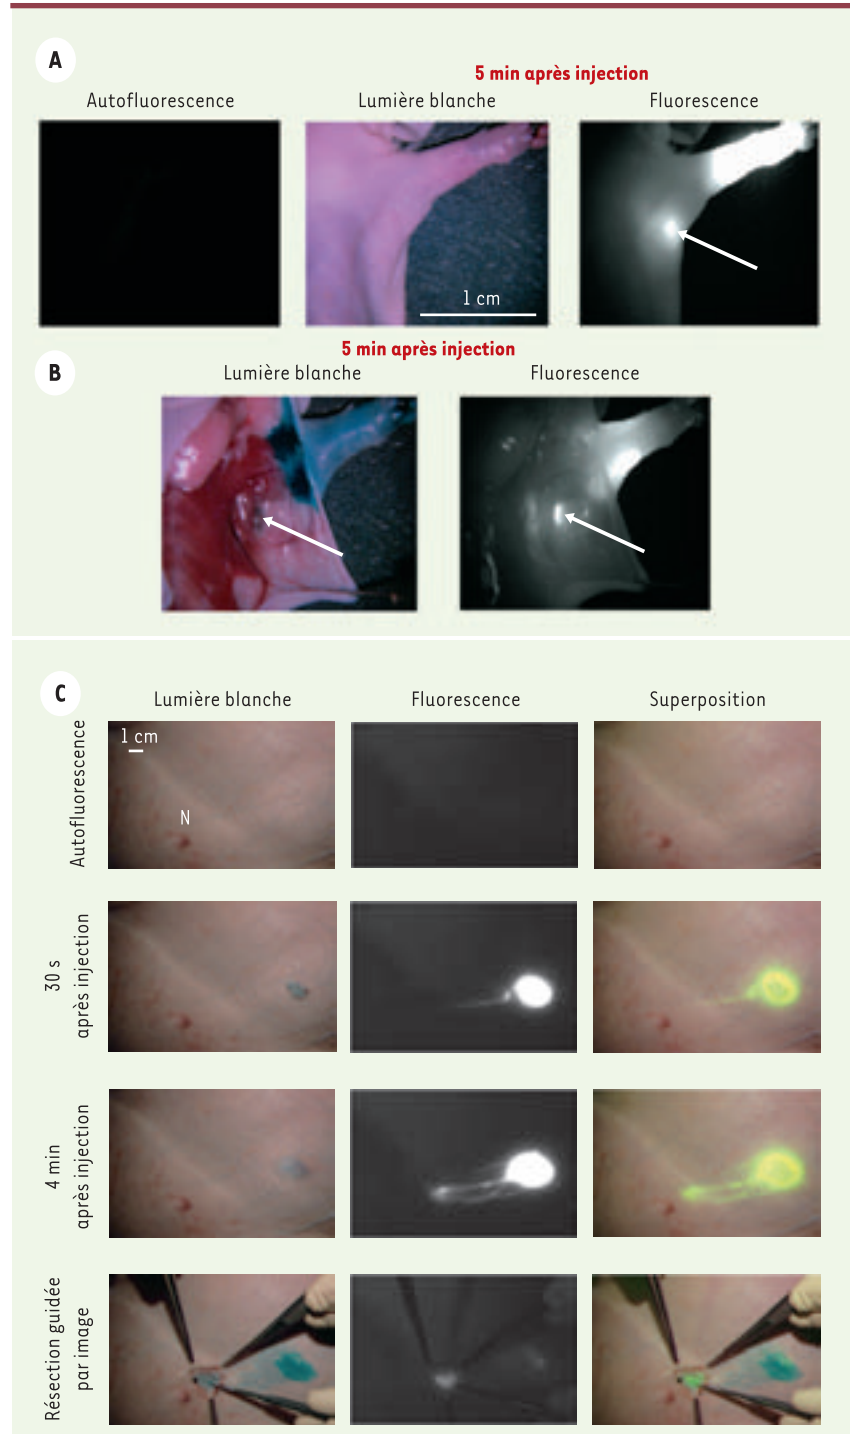 A
5 min après injection
Autofluorescence
Lumière blanche
Fluorescence
1 cm
B
5 min après injection
Lumière blanche
Fluorescence
C
Lumière blanche
Fluorescence
Superposition
Autofluorescence
1 cm
N
30 s
après injection
4 min
après injection
Résection guidée
par image